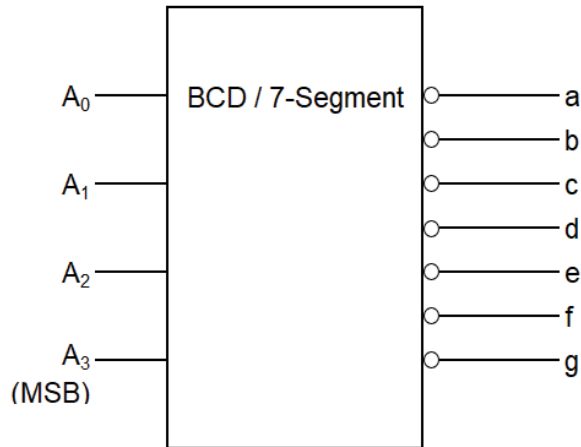 A₀ BCD / 7-Segment a
b
A₁ c
d
A₂ e
f
A₃ g
(MSB)